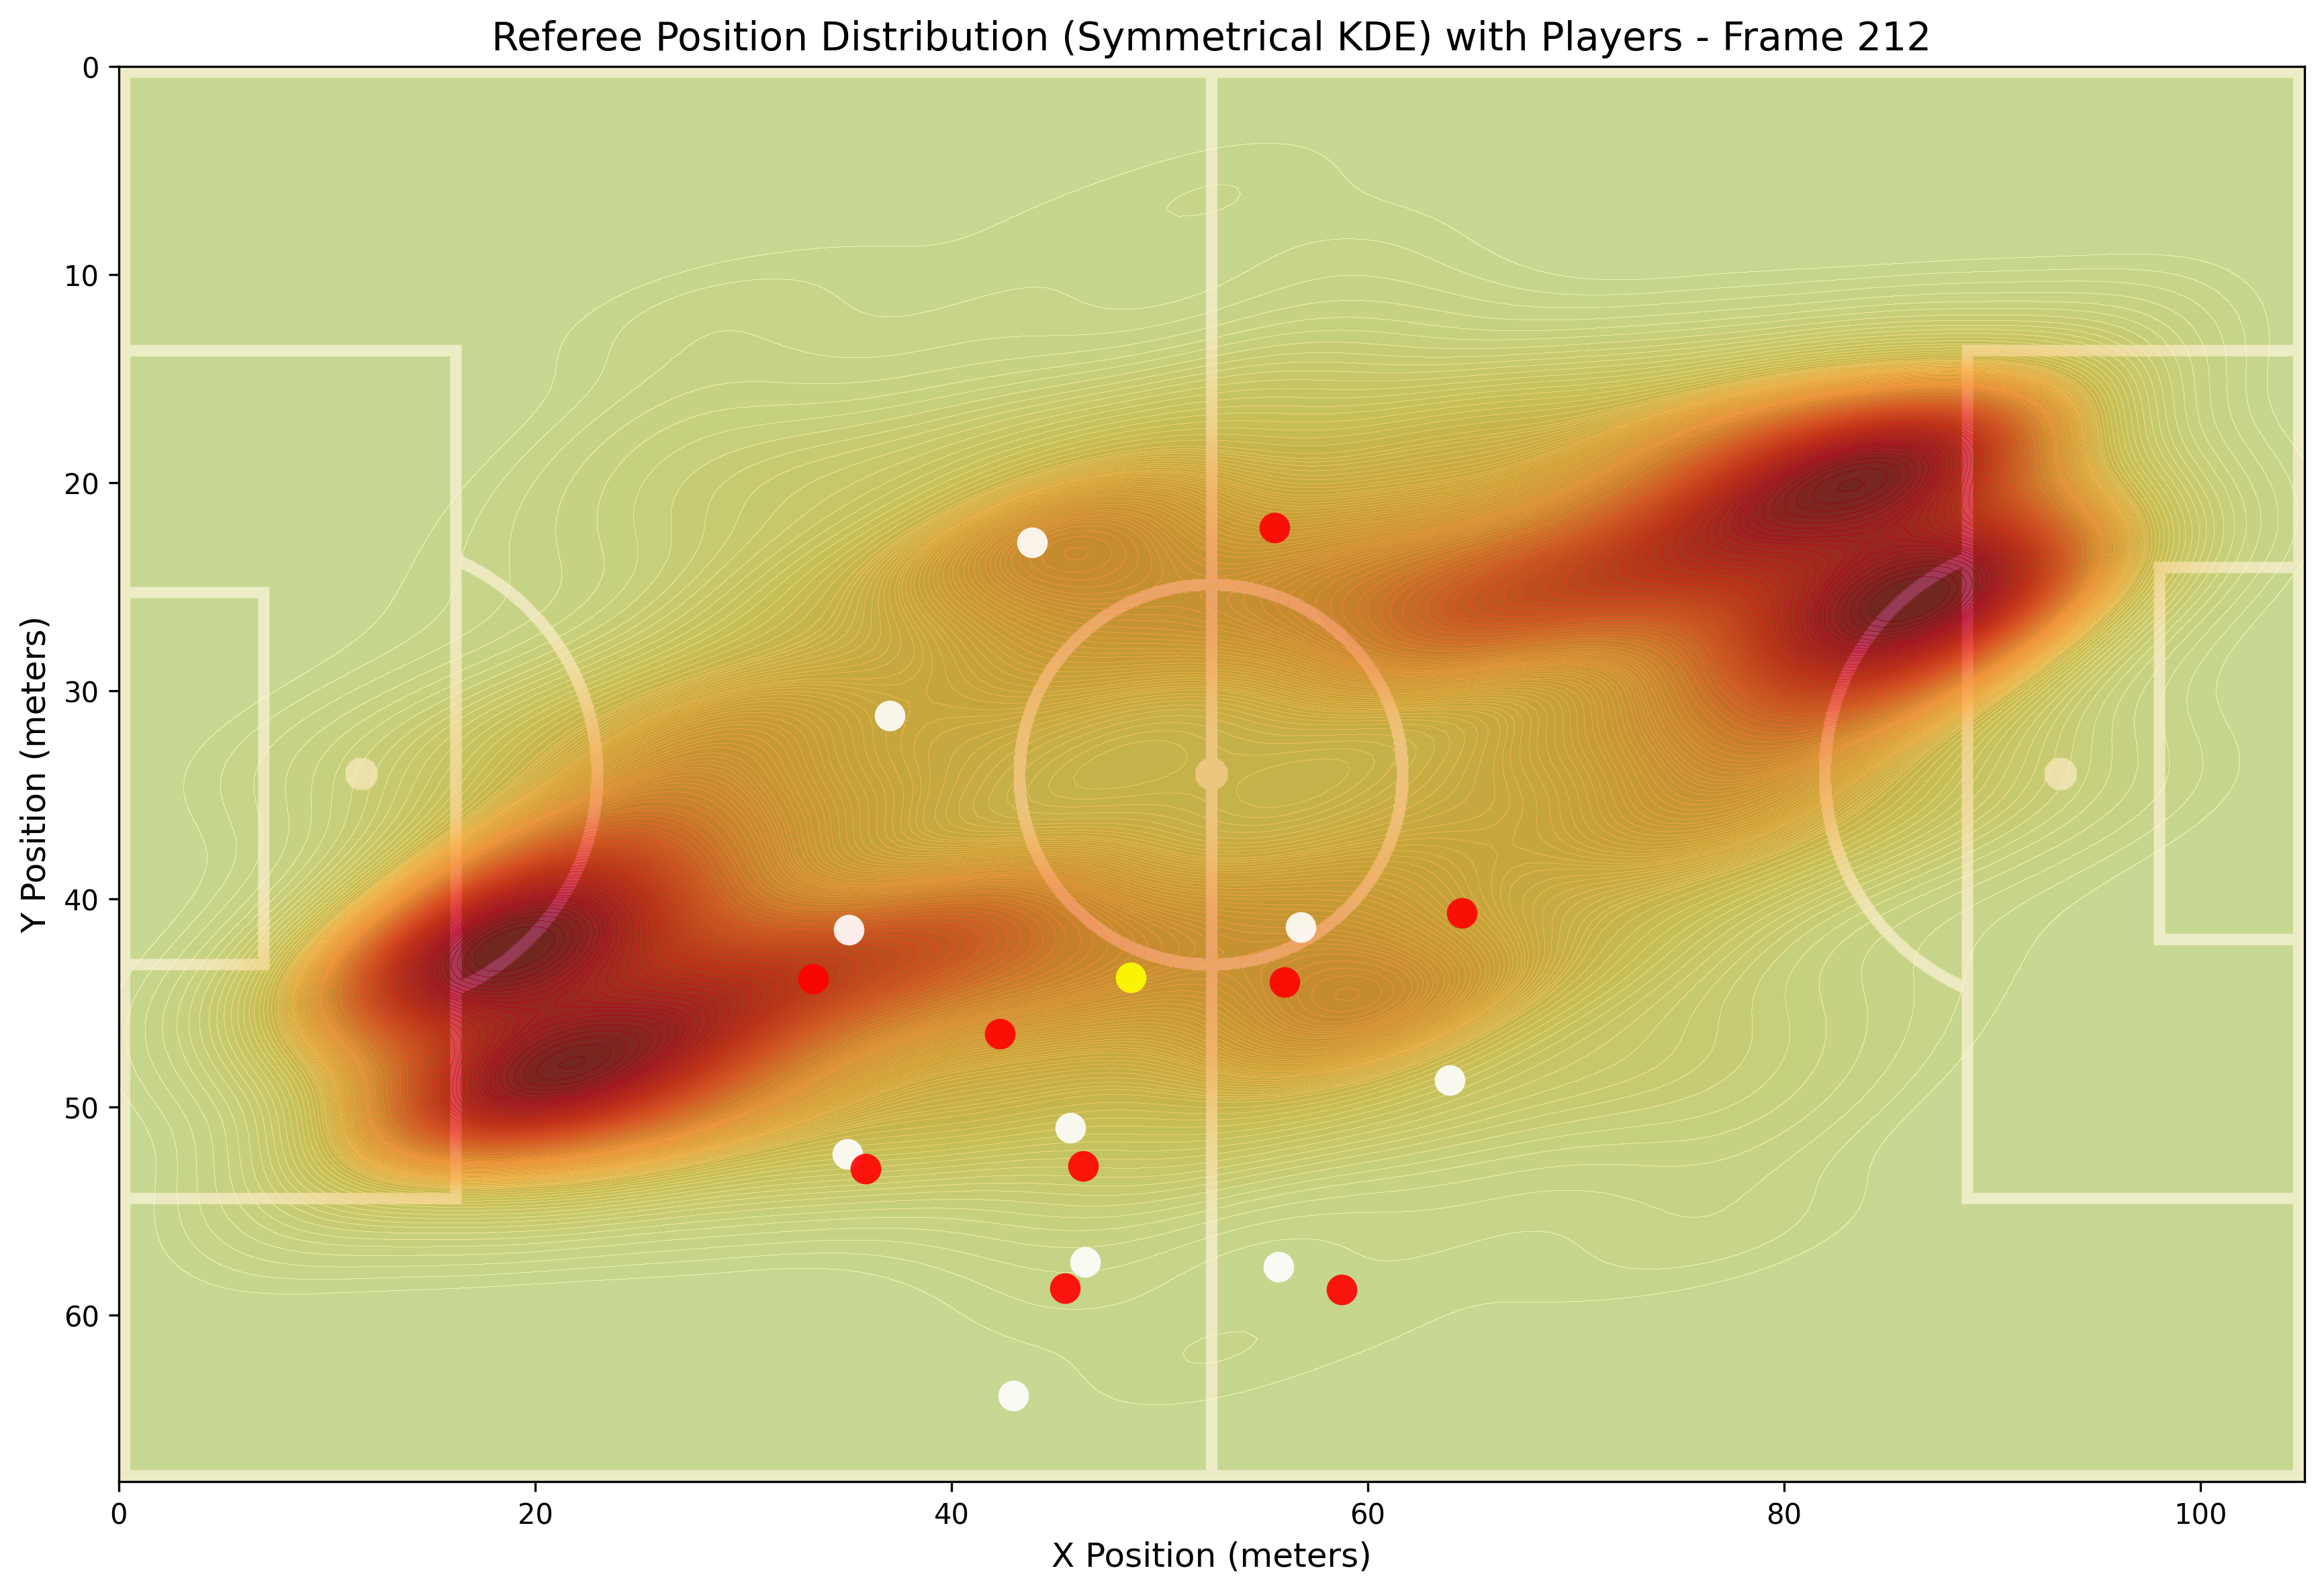 Referee Position Distribution (Symmetrical KDE) with Players - Frame 212
0
10
20
30
40
50
60
Y Position (meters)
0 20 40 60 80 100
X Position (meters)